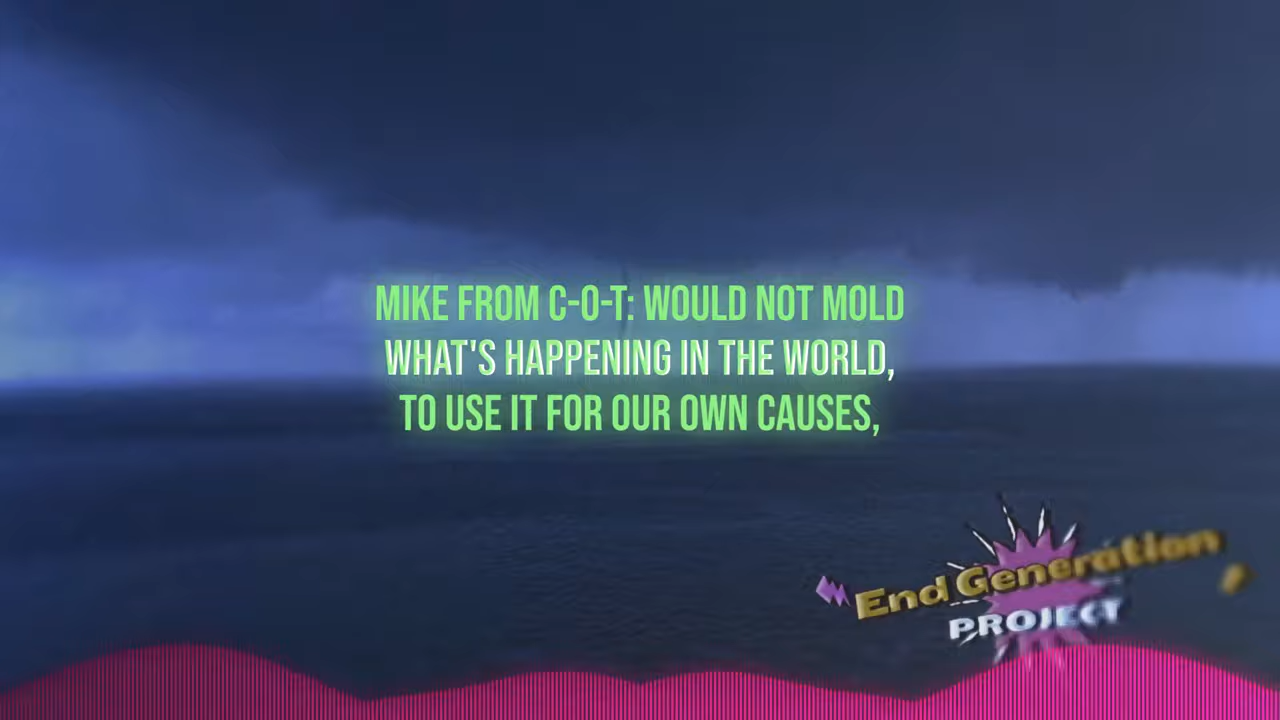 MIKE FROM C-O-T: WOULD NOT MOLD
WHAT'S HAPPENING IN THE WORLD,
TO USE IT FOR OUR OWN CAUSES,
End Generation
PROJECT